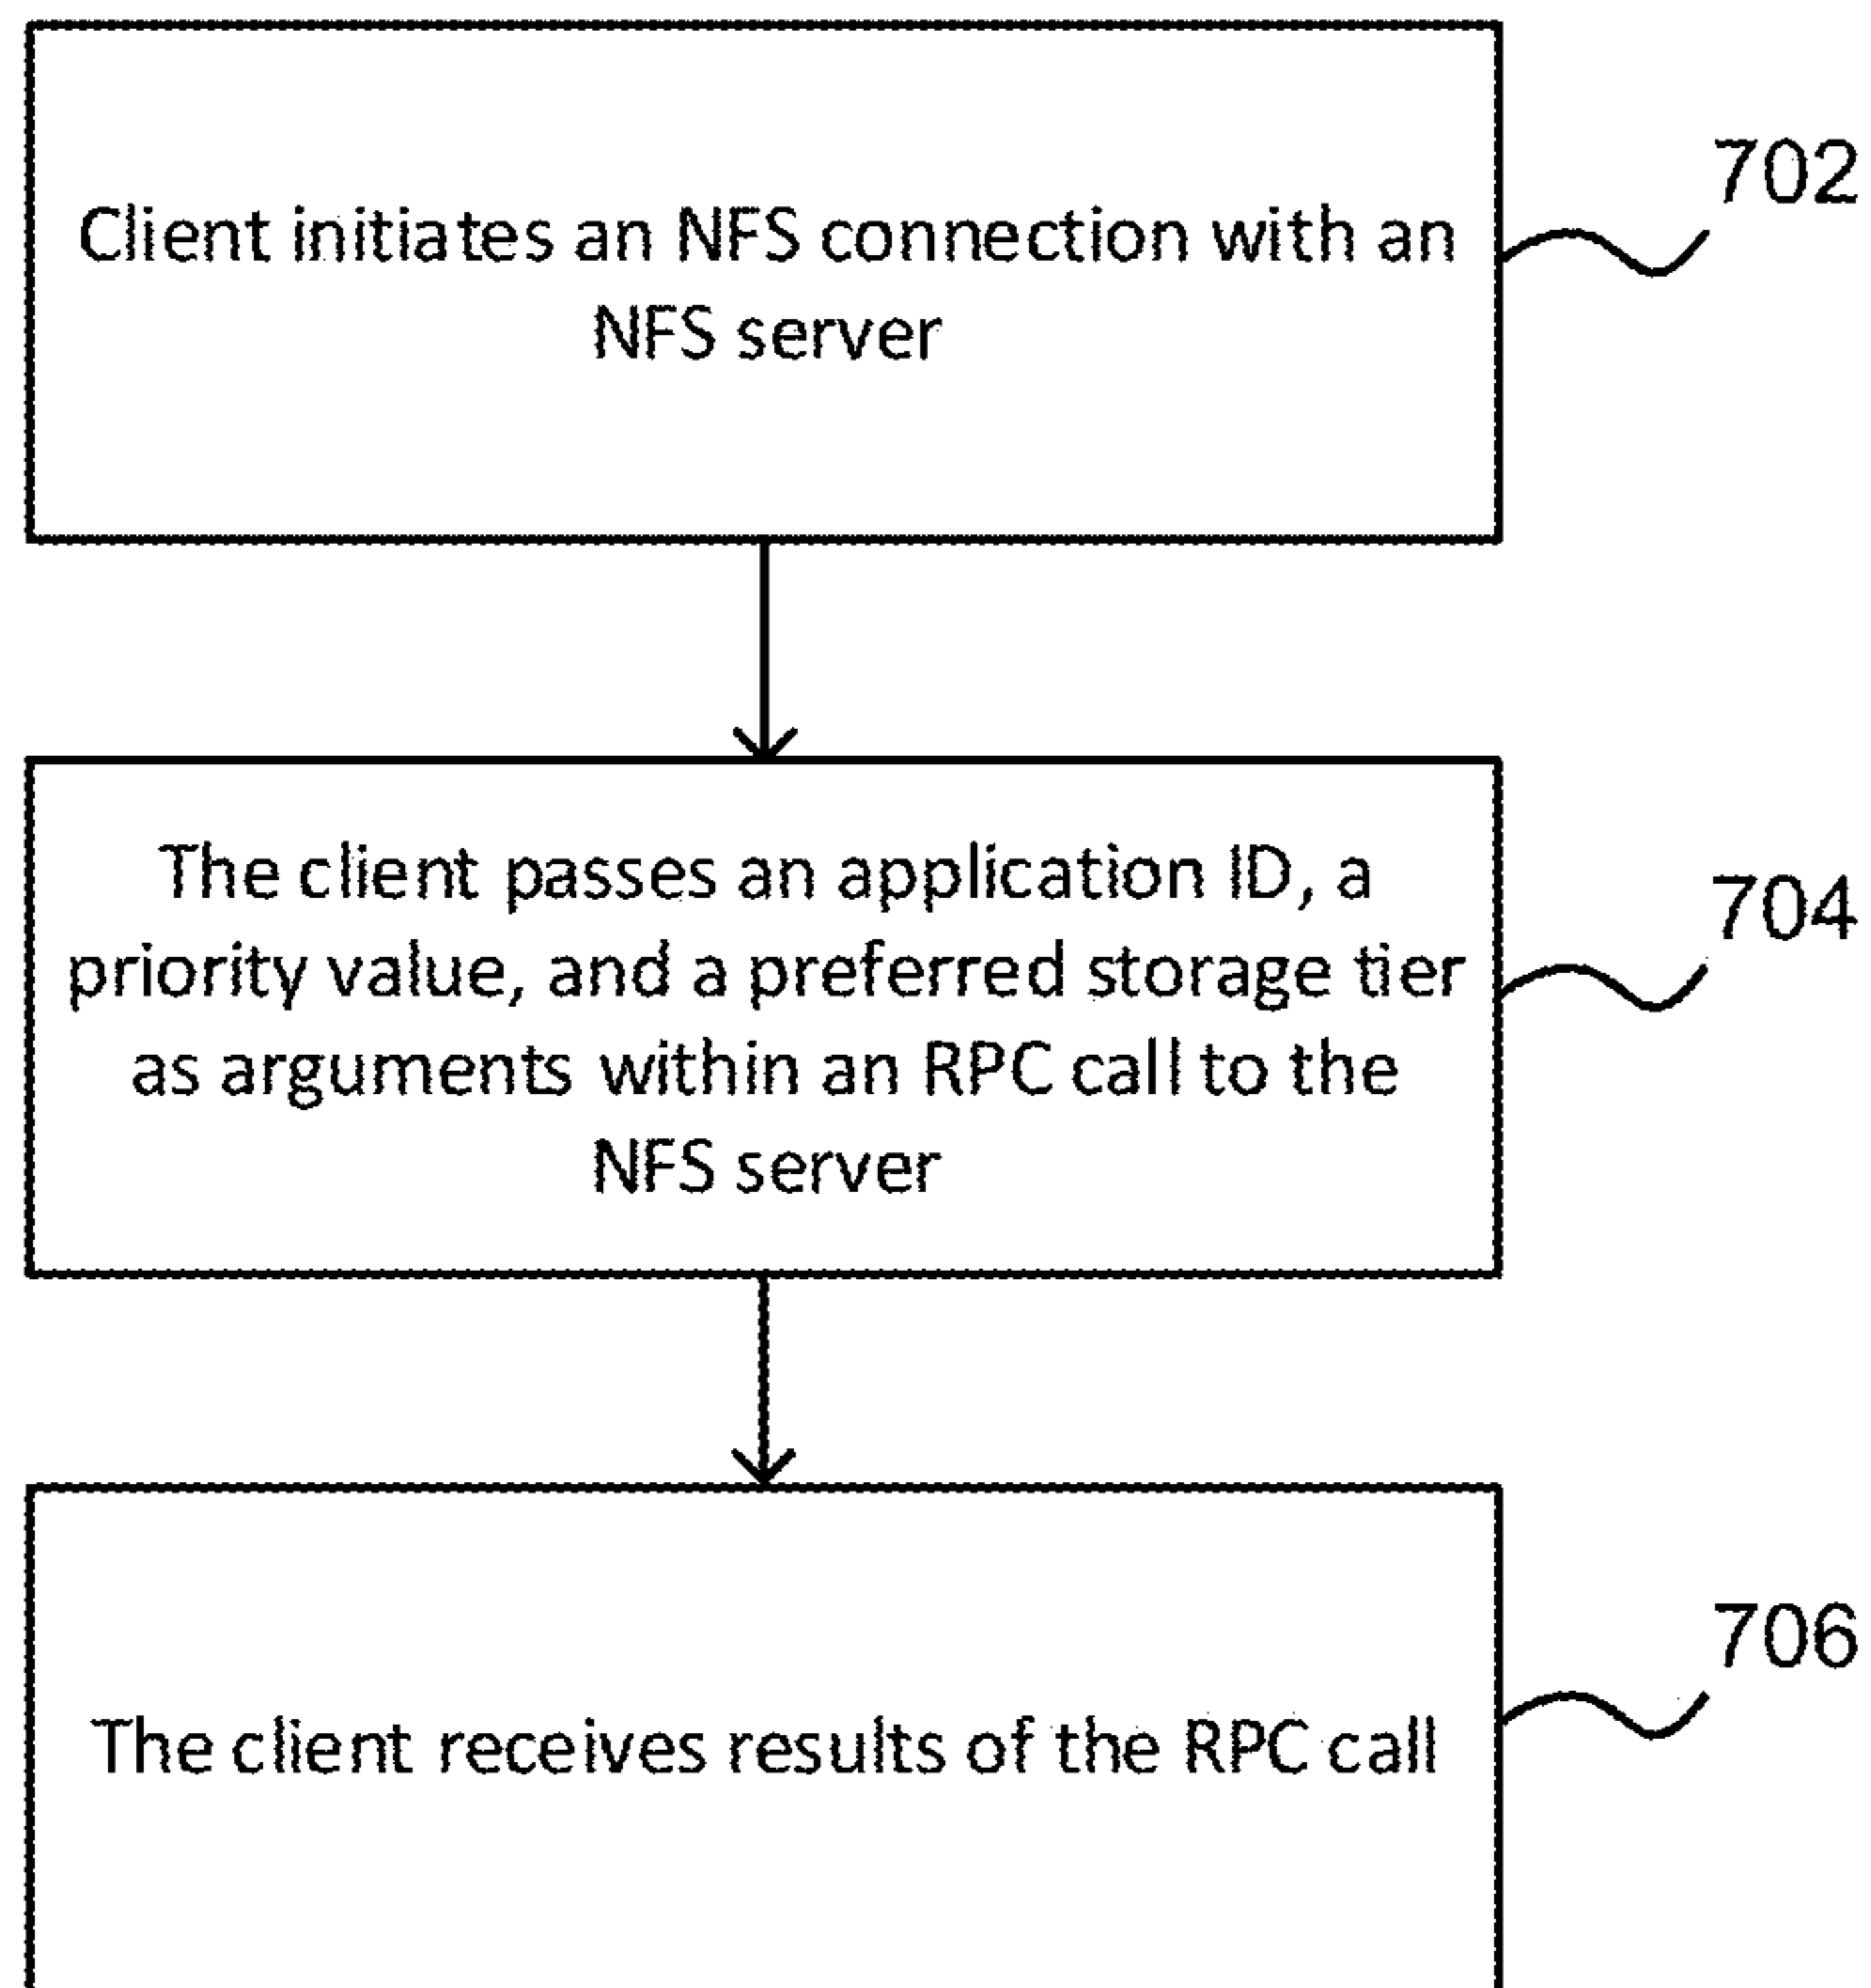 Client initiates an NFS connection with an
NFS server
702
The client passes an application ID, a
priority value, and a preferred storage tier
as arguments within an RPC call to the
NFS server
704
The client receives results of the RPC call
706